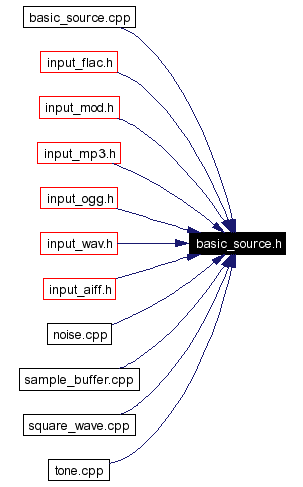 basic_source.cpp
input_flac.h
input_mod.h
input_mp3.h
input_ogg.h
input_wav.h
basic_source.h
input_aiff.h
noise.cpp
sample_buffer.cpp
square_wave.cpp
tone.cpp